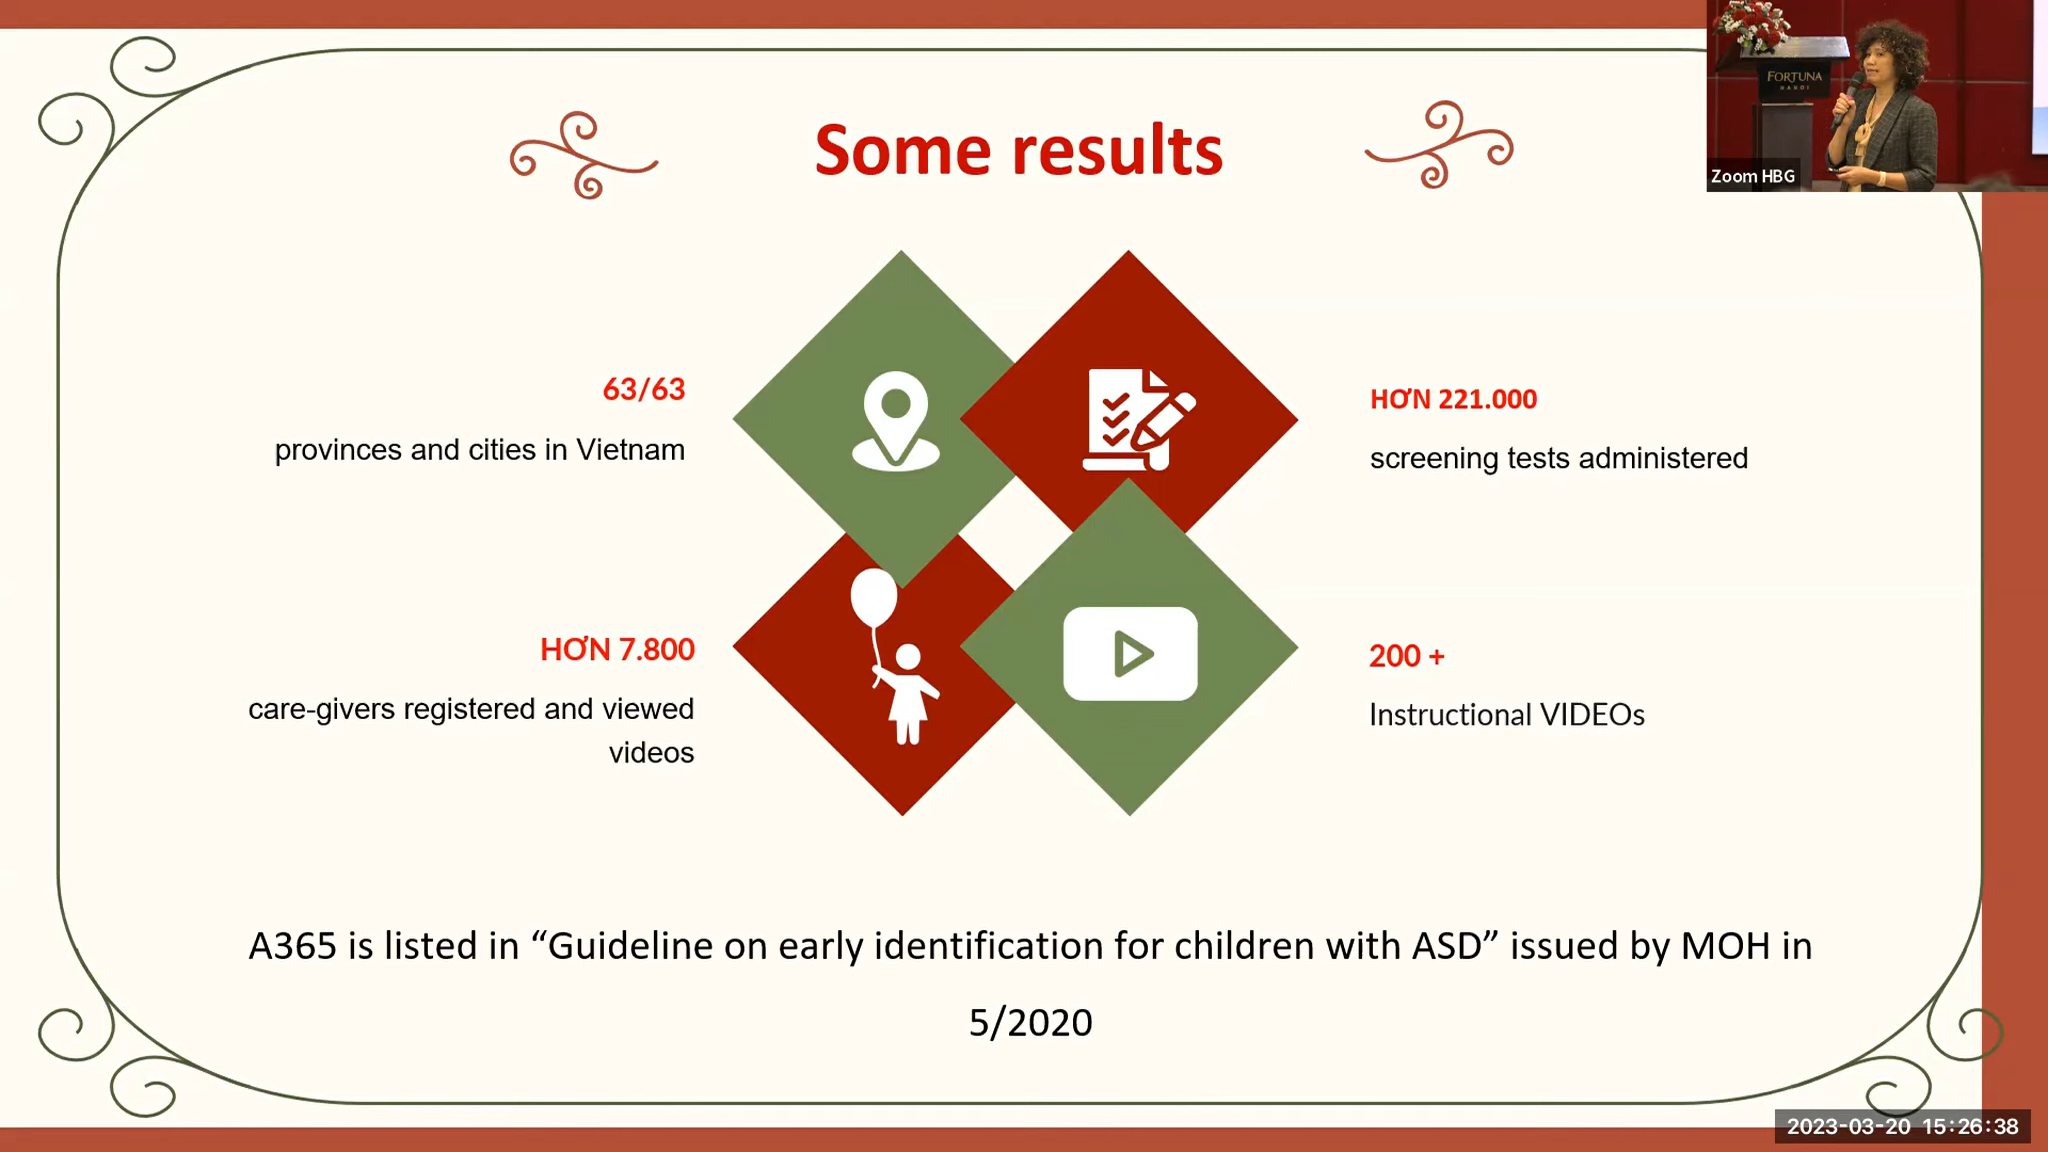 Some results
FORTUNA
HANOI
Zoom HBG
63/63
provinces and cities in Vietnam
HƠN 221.000
screening tests administered
HƠN 7.800
care-givers registered and viewed
videos
200 +
Instructional VIDEOs
A365 is listed in “Guideline on early identification for children with ASD” issued by MOH in
5/2020
2023-03-20 15:26:38